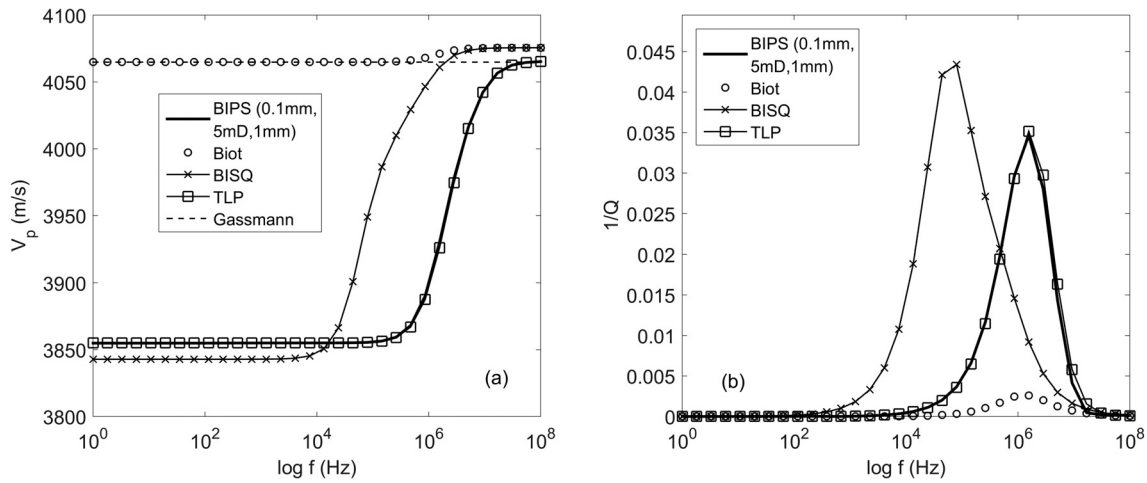 4100
4050
4000
3950
3900
3850
3800
V_p (m/s)
BIPS (0.1mm,
5mD,1mm)
Biot
BISQ
TLP
Gassmann
(a)
10^0
10^2
10^4
10^6
10^8
log f (Hz)
0.045
0.04
0.035
0.03
0.025
0.02
0.015
0.01
0.005
0
1/Q
BIPS (0.1mm,
5mD,1mm)
Biot
BISQ
TLP
(b)
10^0
10^2
10^4
10^6
10^8
log f (Hz)